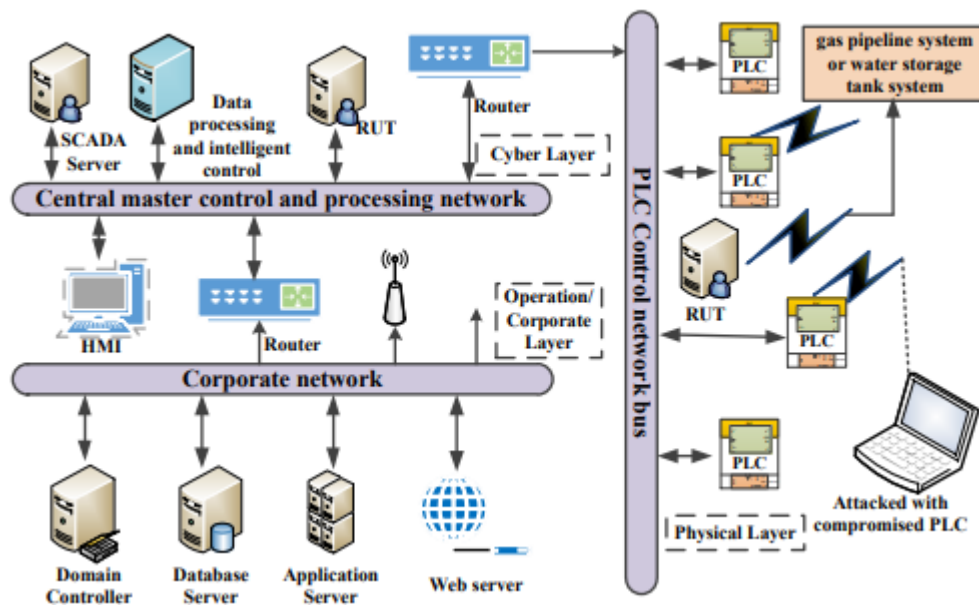 SCADA
Server
Data
processing
and intelligent
control
RUT
Router
Cyber Layer
Central master control and processing network
HMI
Router
Operation/
Corporate
Layer
Corporate network
Domain
Controller
Database
Server
Application
Server
Web server
PLC Control network bus
PLC
gas pipeline system
or water storage
tank system
PLC
RUT
PLC
PLC
Attacked with
compromised PLC
Physical Layer